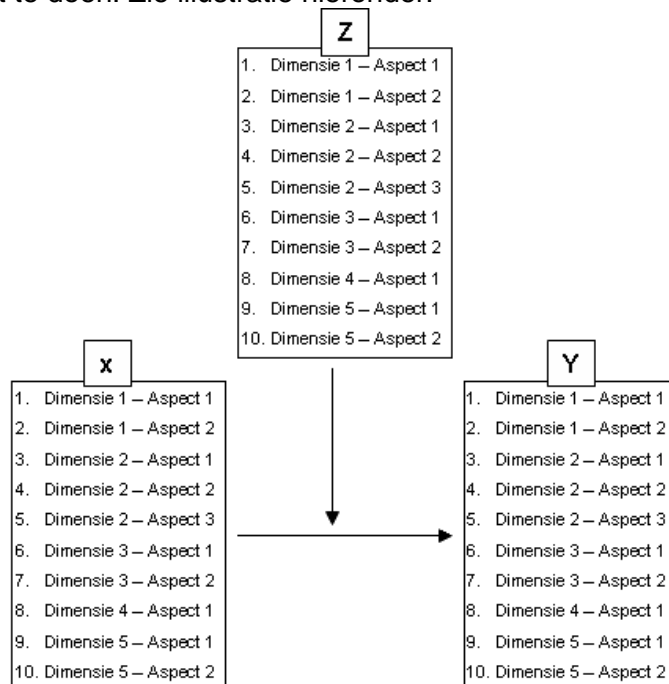 Z
1. Dimensie 1 – Aspect 1
2. Dimensie 1 – Aspect 2
3. Dimensie 2 – Aspect 1
4. Dimensie 2 – Aspect 2
5. Dimensie 2 – Aspect 3
6. Dimensie 3 – Aspect 1
7. Dimensie 3 – Aspect 2
8. Dimensie 4 – Aspect 1
9. Dimensie 5 – Aspect 1
10. Dimensie 5 – Aspect 2
x
1. Dimensie 1 – Aspect 1
2. Dimensie 1 – Aspect 2
3. Dimensie 2 – Aspect 1
4. Dimensie 2 – Aspect 2
5. Dimensie 2 – Aspect 3
6. Dimensie 3 – Aspect 1
7. Dimensie 3 – Aspect 2
8. Dimensie 4 – Aspect 1
9. Dimensie 5 – Aspect 1
10. Dimensie 5 – Aspect 2
Y
1. Dimensie 1 – Aspect 1
2. Dimensie 1 – Aspect 2
3. Dimensie 2 – Aspect 1
4. Dimensie 2 – Aspect 2
5. Dimensie 2 – Aspect 3
6. Dimensie 3 – Aspect 1
7. Dimensie 3 – Aspect 2
8. Dimensie 4 – Aspect 1
9. Dimensie 5 – Aspect 1
10. Dimensie 5 – Aspect 2